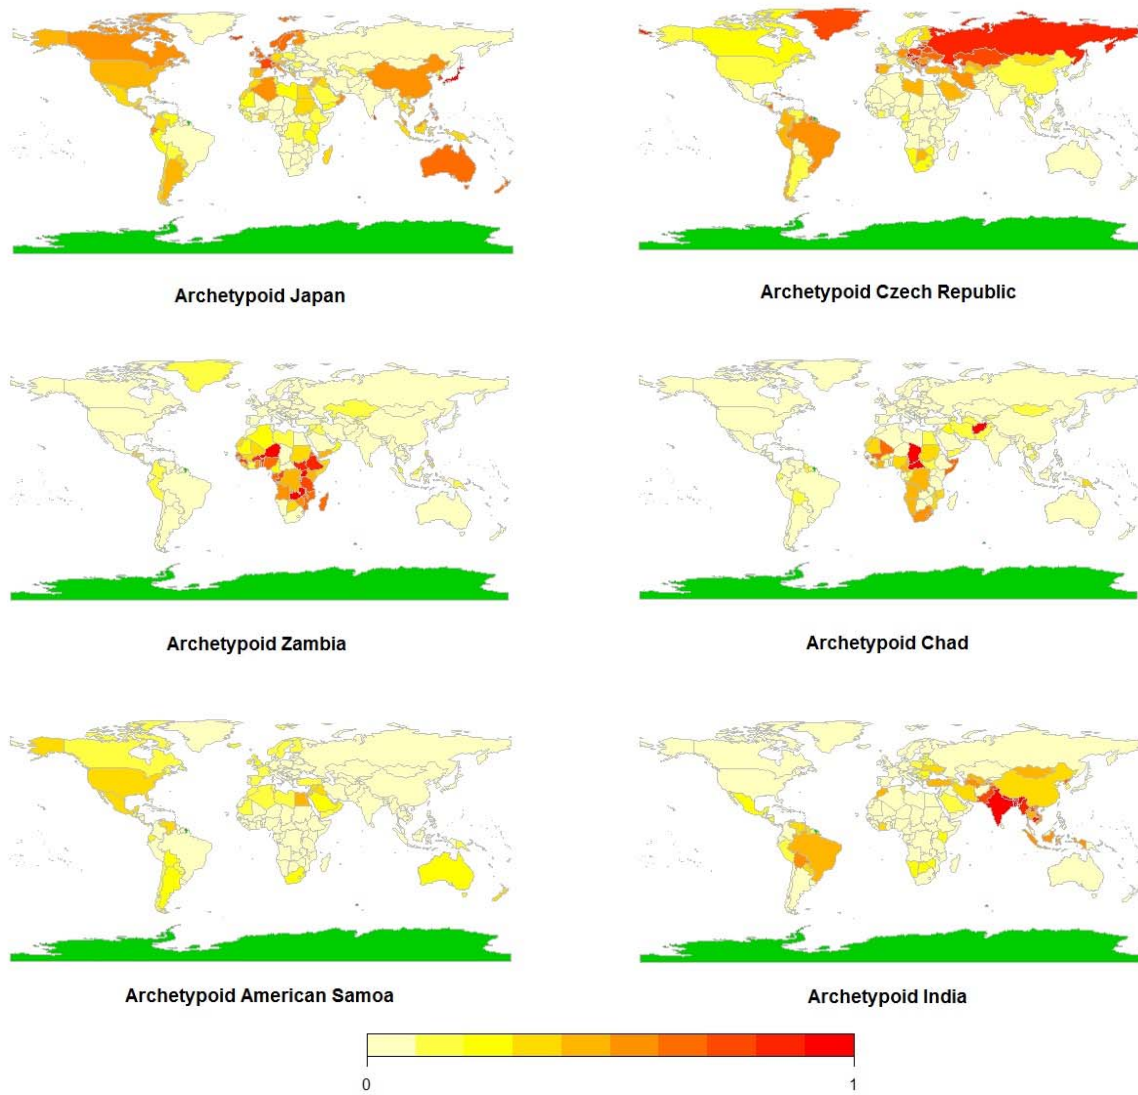 Archetypoid Japan
Archetypoid Czech Republic
Archetypoid Zambia
Archetypoid Chad
Archetypoid American Samoa
Archetypoid India
0
1